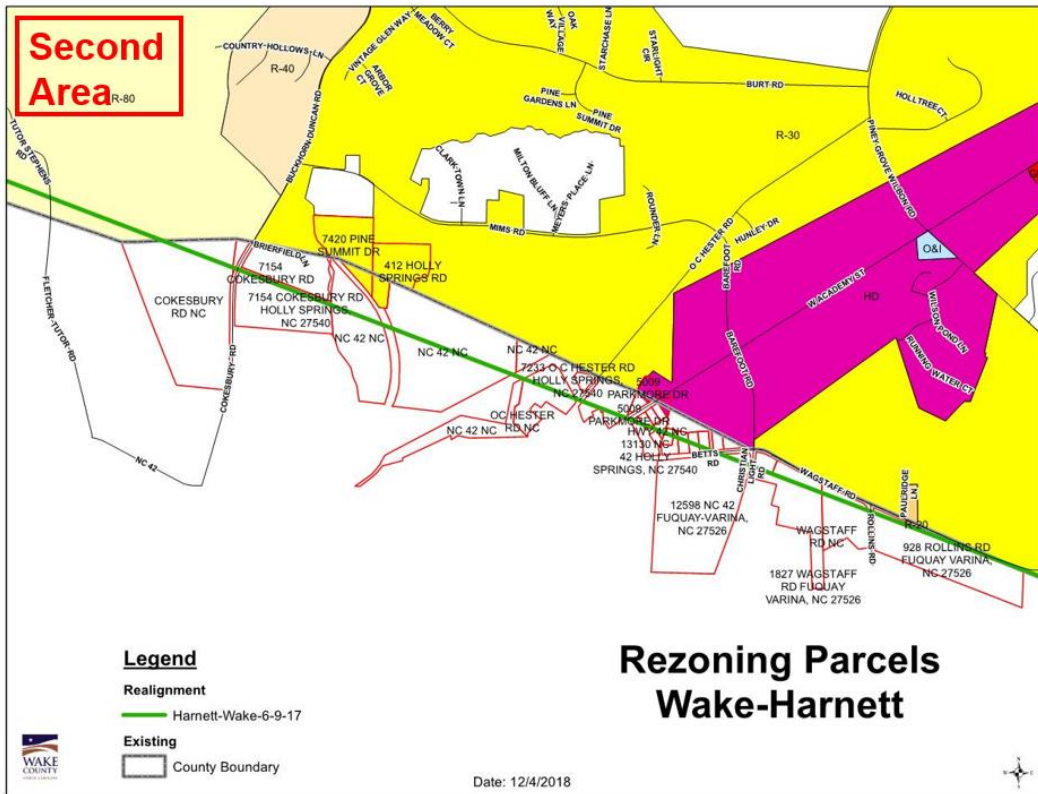 Second
Area
R-80
COUNTRY HOLLOWS LN
R-40
BUCKHORN DUNCAN RD
TUTOR STEPHENS
RD
VINTAGE GLEN WAY
BERRY
MEADOW CT
ARBOR
GROVE
CT
OAK
VILLAGE
WAY
STARCHASE LN
STARLIGHT
CIR
PINE
GARDENS LN
PINE
SUMMIT DR
BURT RD
R-30
HOLLTREE CT
PINEY GROVE WILBON RD
CLARK TOWN LN
MILTON BLUFF LN
MEYERS PLACE LN
ROUNDER LN
MIMS RD
O C HESTER RD
HUNLEY DR
BAREFOOT
RD
W ACADEMY ST
O&I
HD
WILSON POND LN
RUNNING WATER CT
BAREFOOT RD
FLETCHER TUTOR RD
NC 42
COKESBURY
RD NC
COKESBURY RD
BRIERFIELD LN
7154
COKESBURY RD
7154 COKESBURY RD
HOLLY SPRINGS,
NC 27540
7420 PINE
SUMMIT DR
412 HOLLY
SPRINGS RD
NC 42 NC
NC 42 NC
NC 42 NC
7233 O C HESTER RD
HOLLY SPRINGS,
NC 27540
OC HESTER
RD NC
NC 42 NC
5009
PARKMORE DR
5009
PARKMORE DR
HWY 42 NC
13130 NC
42 HOLLY
SPRINGS, NC 27540
BETTS
RD
CHRISTIAN
LIGHT
RD
WAGSTAFF RD
12598 NC 42
FUQUAY-VARINA,
NC 27526
WAGSTAFF
RD NC
ROLLINS RD
PAULRIDGE
LN
R-20
928 ROLLINS RD
FUQUAY VARINA,
NC 27526
1827 WAGSTAFF
RD FUQUAY
VARINA, NC 27526
Rezoning Parcels
Wake-Harnett
Legend
Realignment
Harnett-Wake-6-9-17
Existing
County Boundary
WAKE
COUNTY
NORTH CAROLINA
Date: 12/4/2018